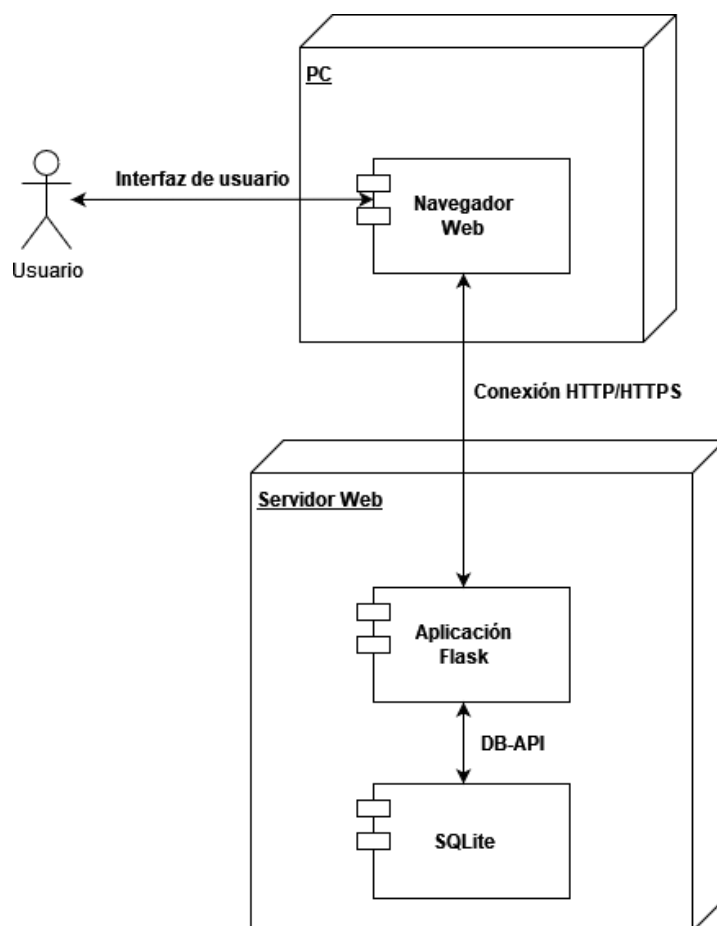 PC
Interfaz de usuario
Navegador
Web
Usuario
Conexión HTTP/HTTPS
Servidor Web
Aplicación
Flask
DB-API
SQLite